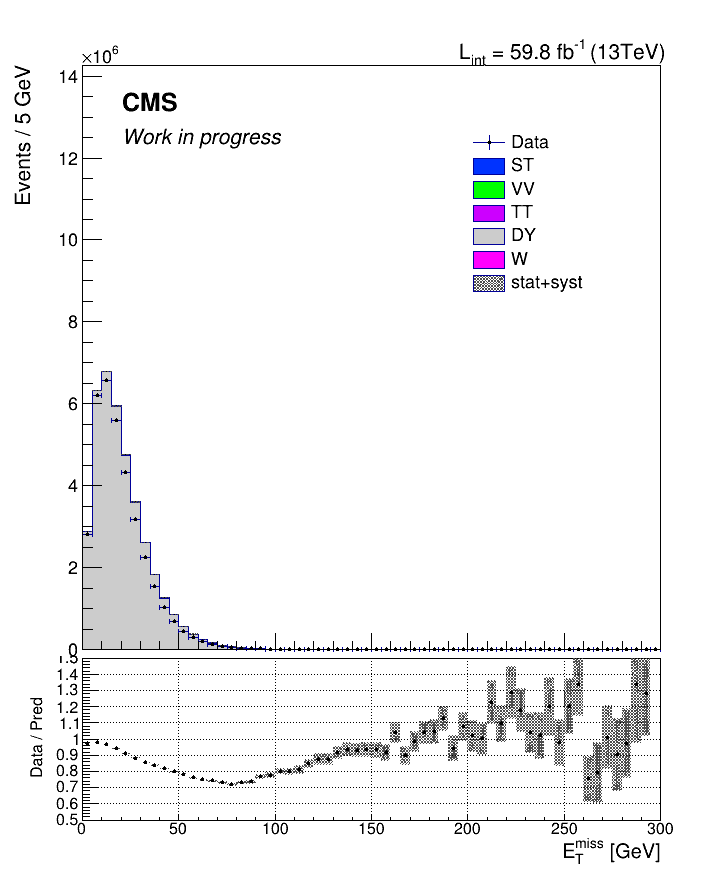 ×10⁶
L_int = 59.8 fb⁻¹ (13TeV)
Events / 5 GeV
14
12
10
8
6
4
2
0
CMS
Work in progress
Data
ST
VV
TT
DY
W
stat+syst
Data / Pred
1.5
1.4
1.3
1.2
1.1
1
0.9
0.8
0.7
0.6
0.5
0 50 100 150 200 250 300
E_T^miss [GeV]